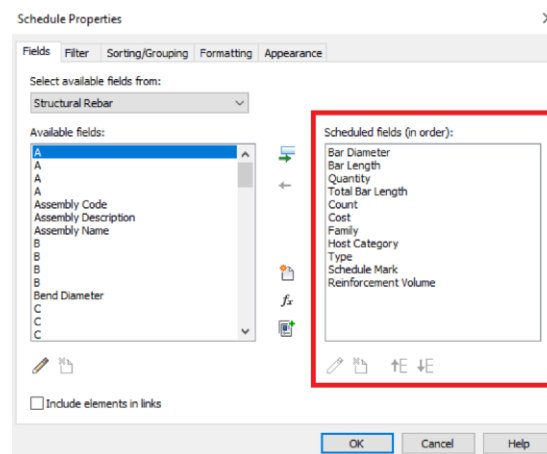 Schedule Properties
Fields Filter Sorting/Grouping Formatting Appearance
Select available fields from:
Structural Rebar
Available fields:
A
A
A
A
Assembly Code
Assembly Description
Assembly Name
B
B
B
B
Bend Diameter
C
C
C
fx
Scheduled fields (in order):
Bar Diameter
Bar Length
Quantity
Total Bar Length
Count
Cost
Family
Host Category
Type
Schedule Mark
Reinforcement Volume
Include elements in links
OK Cancel Help